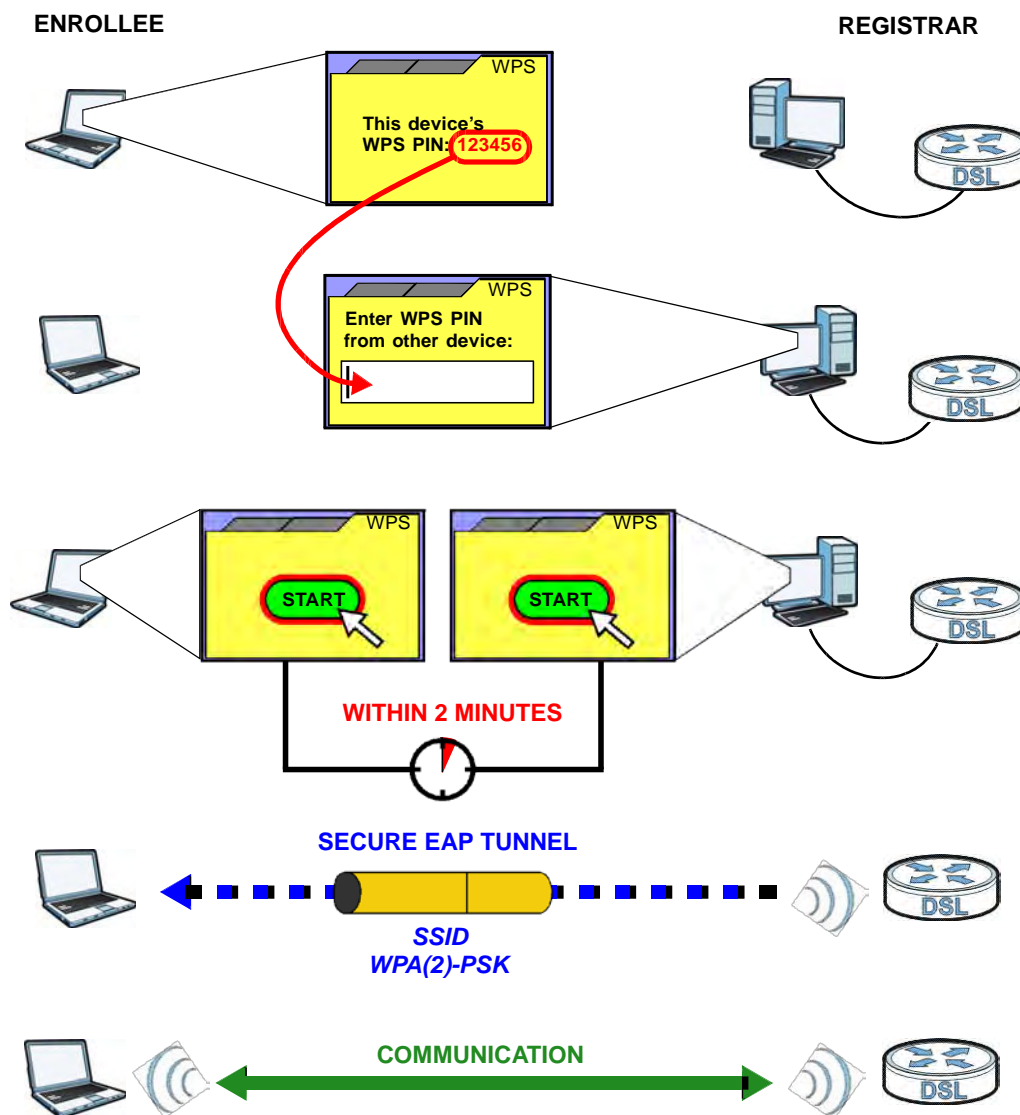 ENROLLEE
REGISTRAR
WPS
This device's
WPS PIN: 123456
DSL
WPS
Enter WPS PIN
from other device:
DSL
WPS
WPS
START
START
DSL
WITHIN 2 MINUTES
SECURE EAP TUNNEL
DSL
SSID
WPA(2)-PSK
COMMUNICATION
DSL